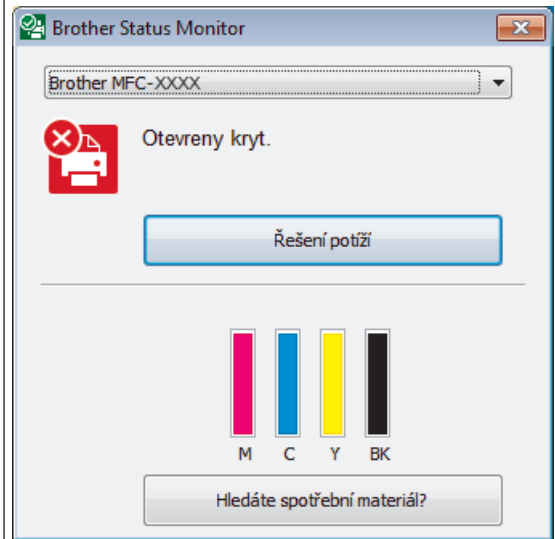 Brother Status Monitor
Brother MFC-XXXX
Otevreny kryt.
Řešení potíží
M C Y BK
Hledáte spotřební materiál?